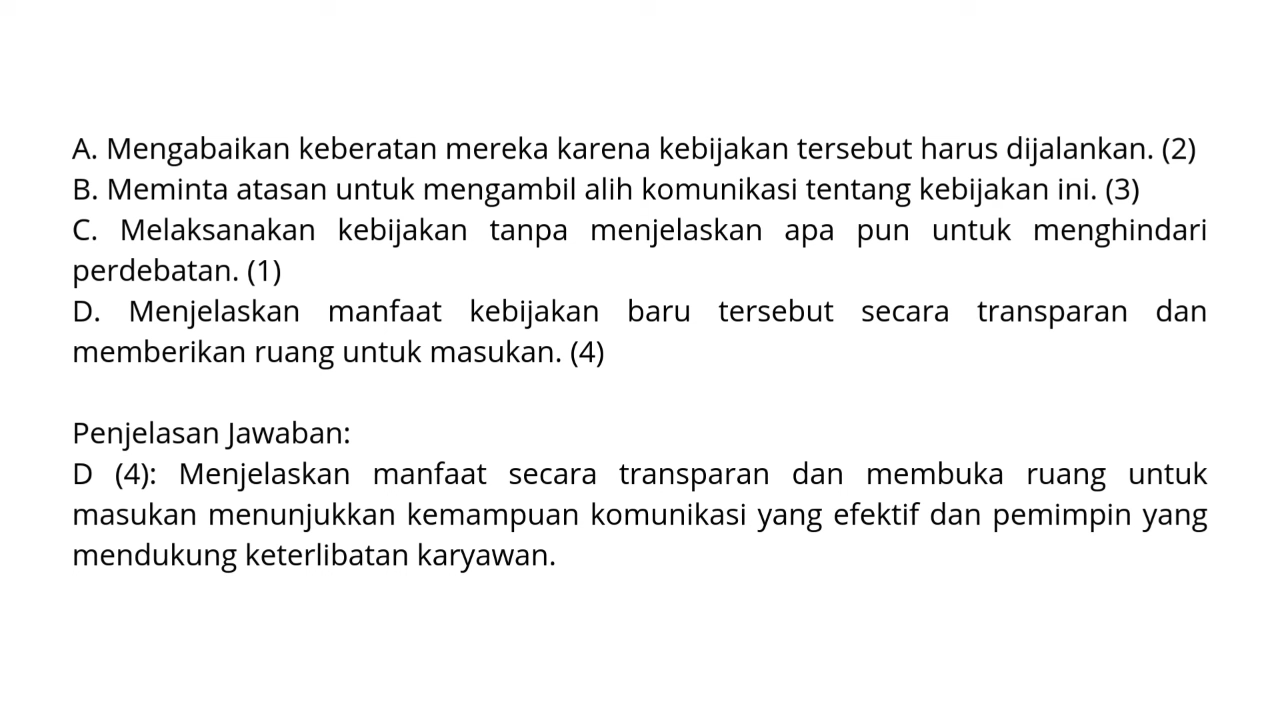 A. Mengabaikan keberatan mereka karena kebijakan tersebut harus dijalankan. (2)
B. Meminta atasan untuk mengambil alih komunikasi tentang kebijakan ini. (3)
C. Melaksanakan kebijakan tanpa menjelaskan apa pun untuk menghindari
perdebatan. (1)
D. Menjelaskan manfaat kebijakan baru tersebut secara transparan dan
memberikan ruang untuk masukan. (4)
Penjelasan Jawaban:
D (4): Menjelaskan manfaat secara transparan dan membuka ruang untuk
masukan menunjukkan kemampuan komunikasi yang efektif dan pemimpin yang
mendukung keterlibatan karyawan.